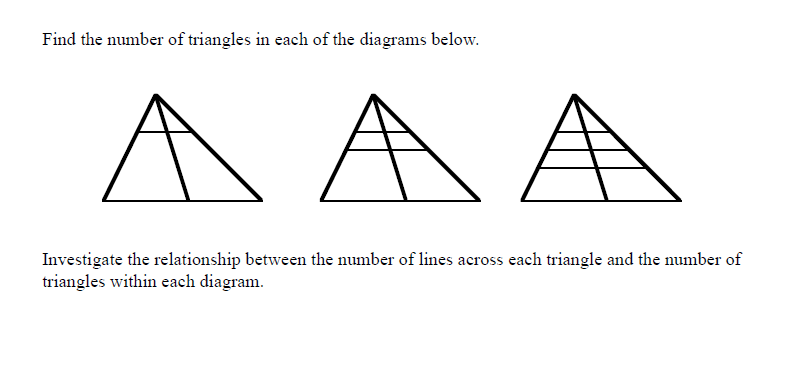 Find the number of triangles in each of the diagrams below.
Investigate the relationship between the number of lines across each triangle and the number of
triangles within each diagram.